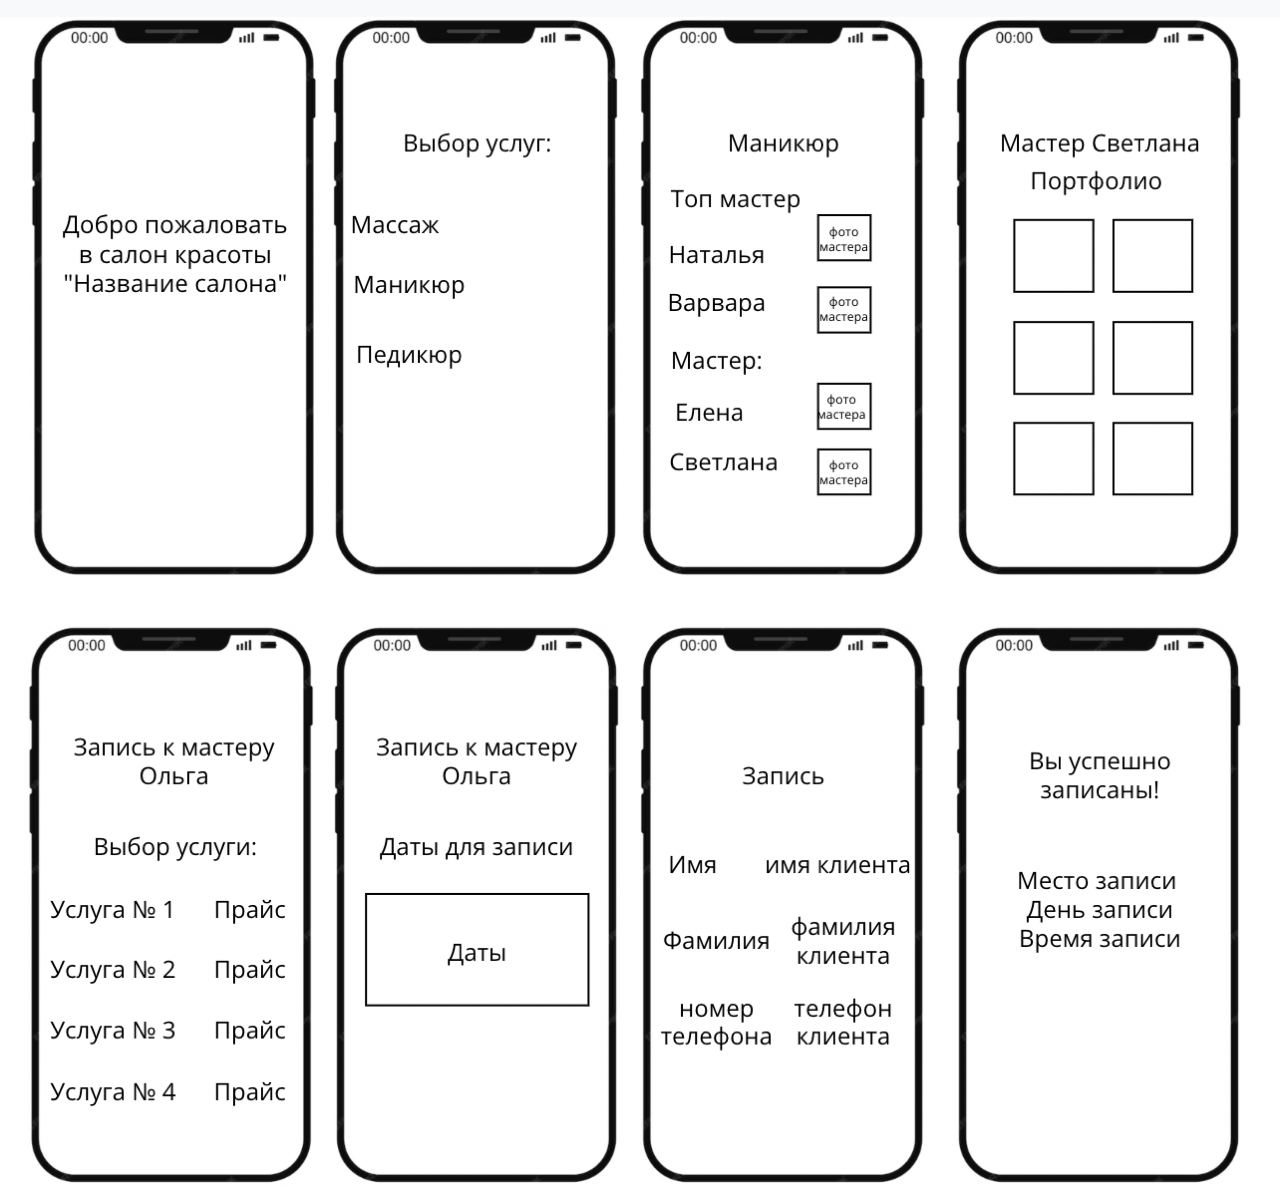 00:00
Добро пожаловать
в салон красоты
"Название салона"
00:00
Выбор услуг:
Массаж
Маникюр
Педикюр
00:00
Маникюр
Топ мастер
фото
мастера
Наталья
Варвара
фото
мастера
Мастер:
Елена
фото
мастера
Светлана
фото
мастера
00:00
Мастер Светлана
Портфолио
00:00
Запись к мастеру
Ольга
Выбор услуги:
Услуга № 1 Прайс
Услуга № 2 Прайс
Услуга № 3 Прайс
Услуга № 4 Прайс
00:00
Запись к мастеру
Ольга
Даты для записи
Даты
00:00
Запись
Имя имя клиента
Фамилия
фамилия
клиента
номер
телефона
телефон
клиента
00:00
Вы успешно
записаны!
Место записи
День записи
Время записи